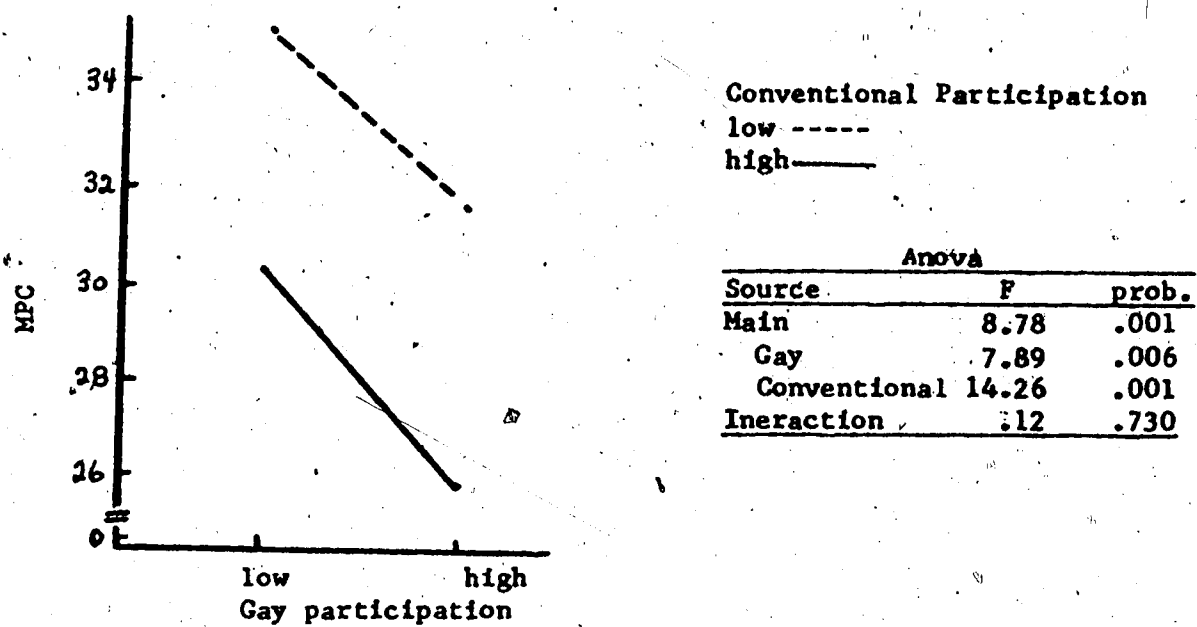 34
32
30
28
26
0
MPC
low high
Gay participation
Conventional Participation
low -----
high
Anova
Source F prob.
Main 8.78 .001
Gay 7.89 .006
Conventional 14.26 .001
Ineraction .12 .730